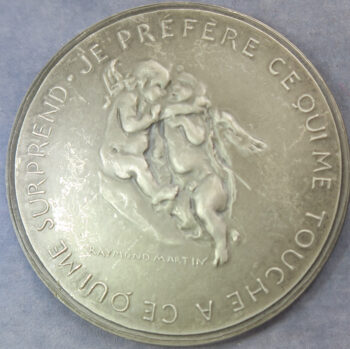 · JE PRÉFÈRE CE QUI ME TOUCHE A CE QUI ME SURPREND
RAYMOND MARTIN